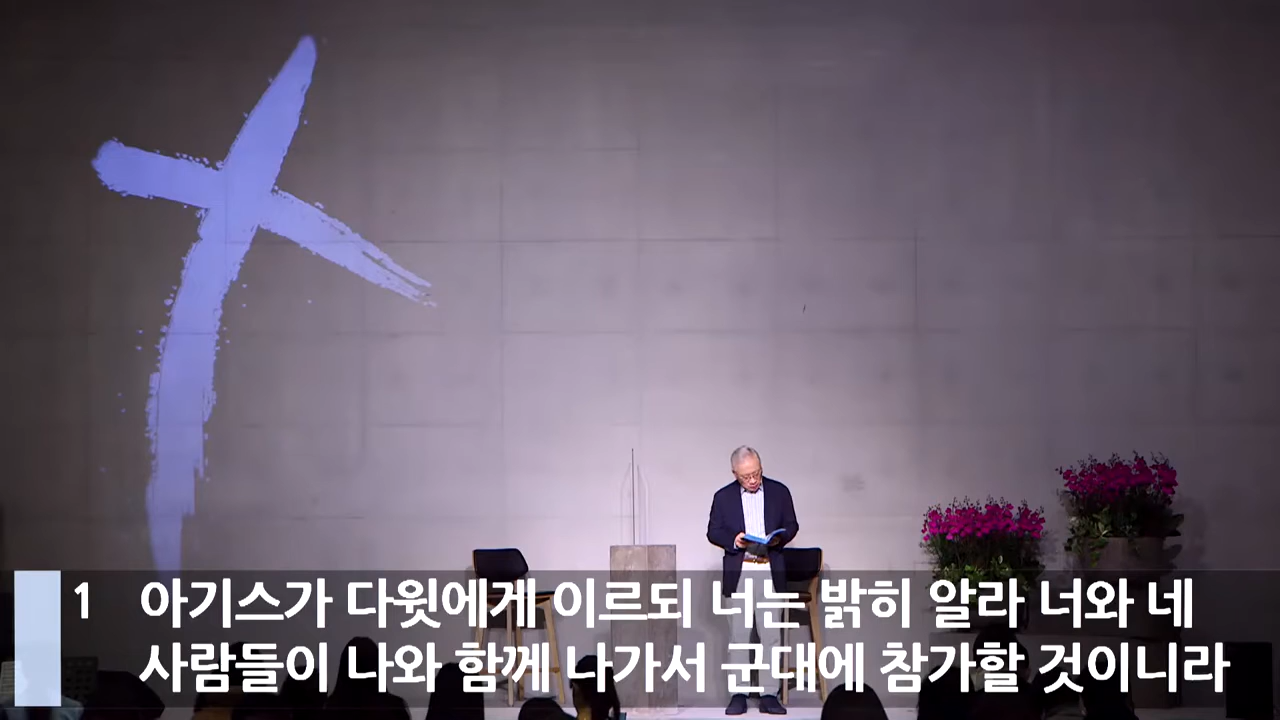 1 아기스가 다윗에게 이르되 너는 밝히 알라 너와 네
사람들이 나와 함께 나가서 군대에 참가할 것이니라